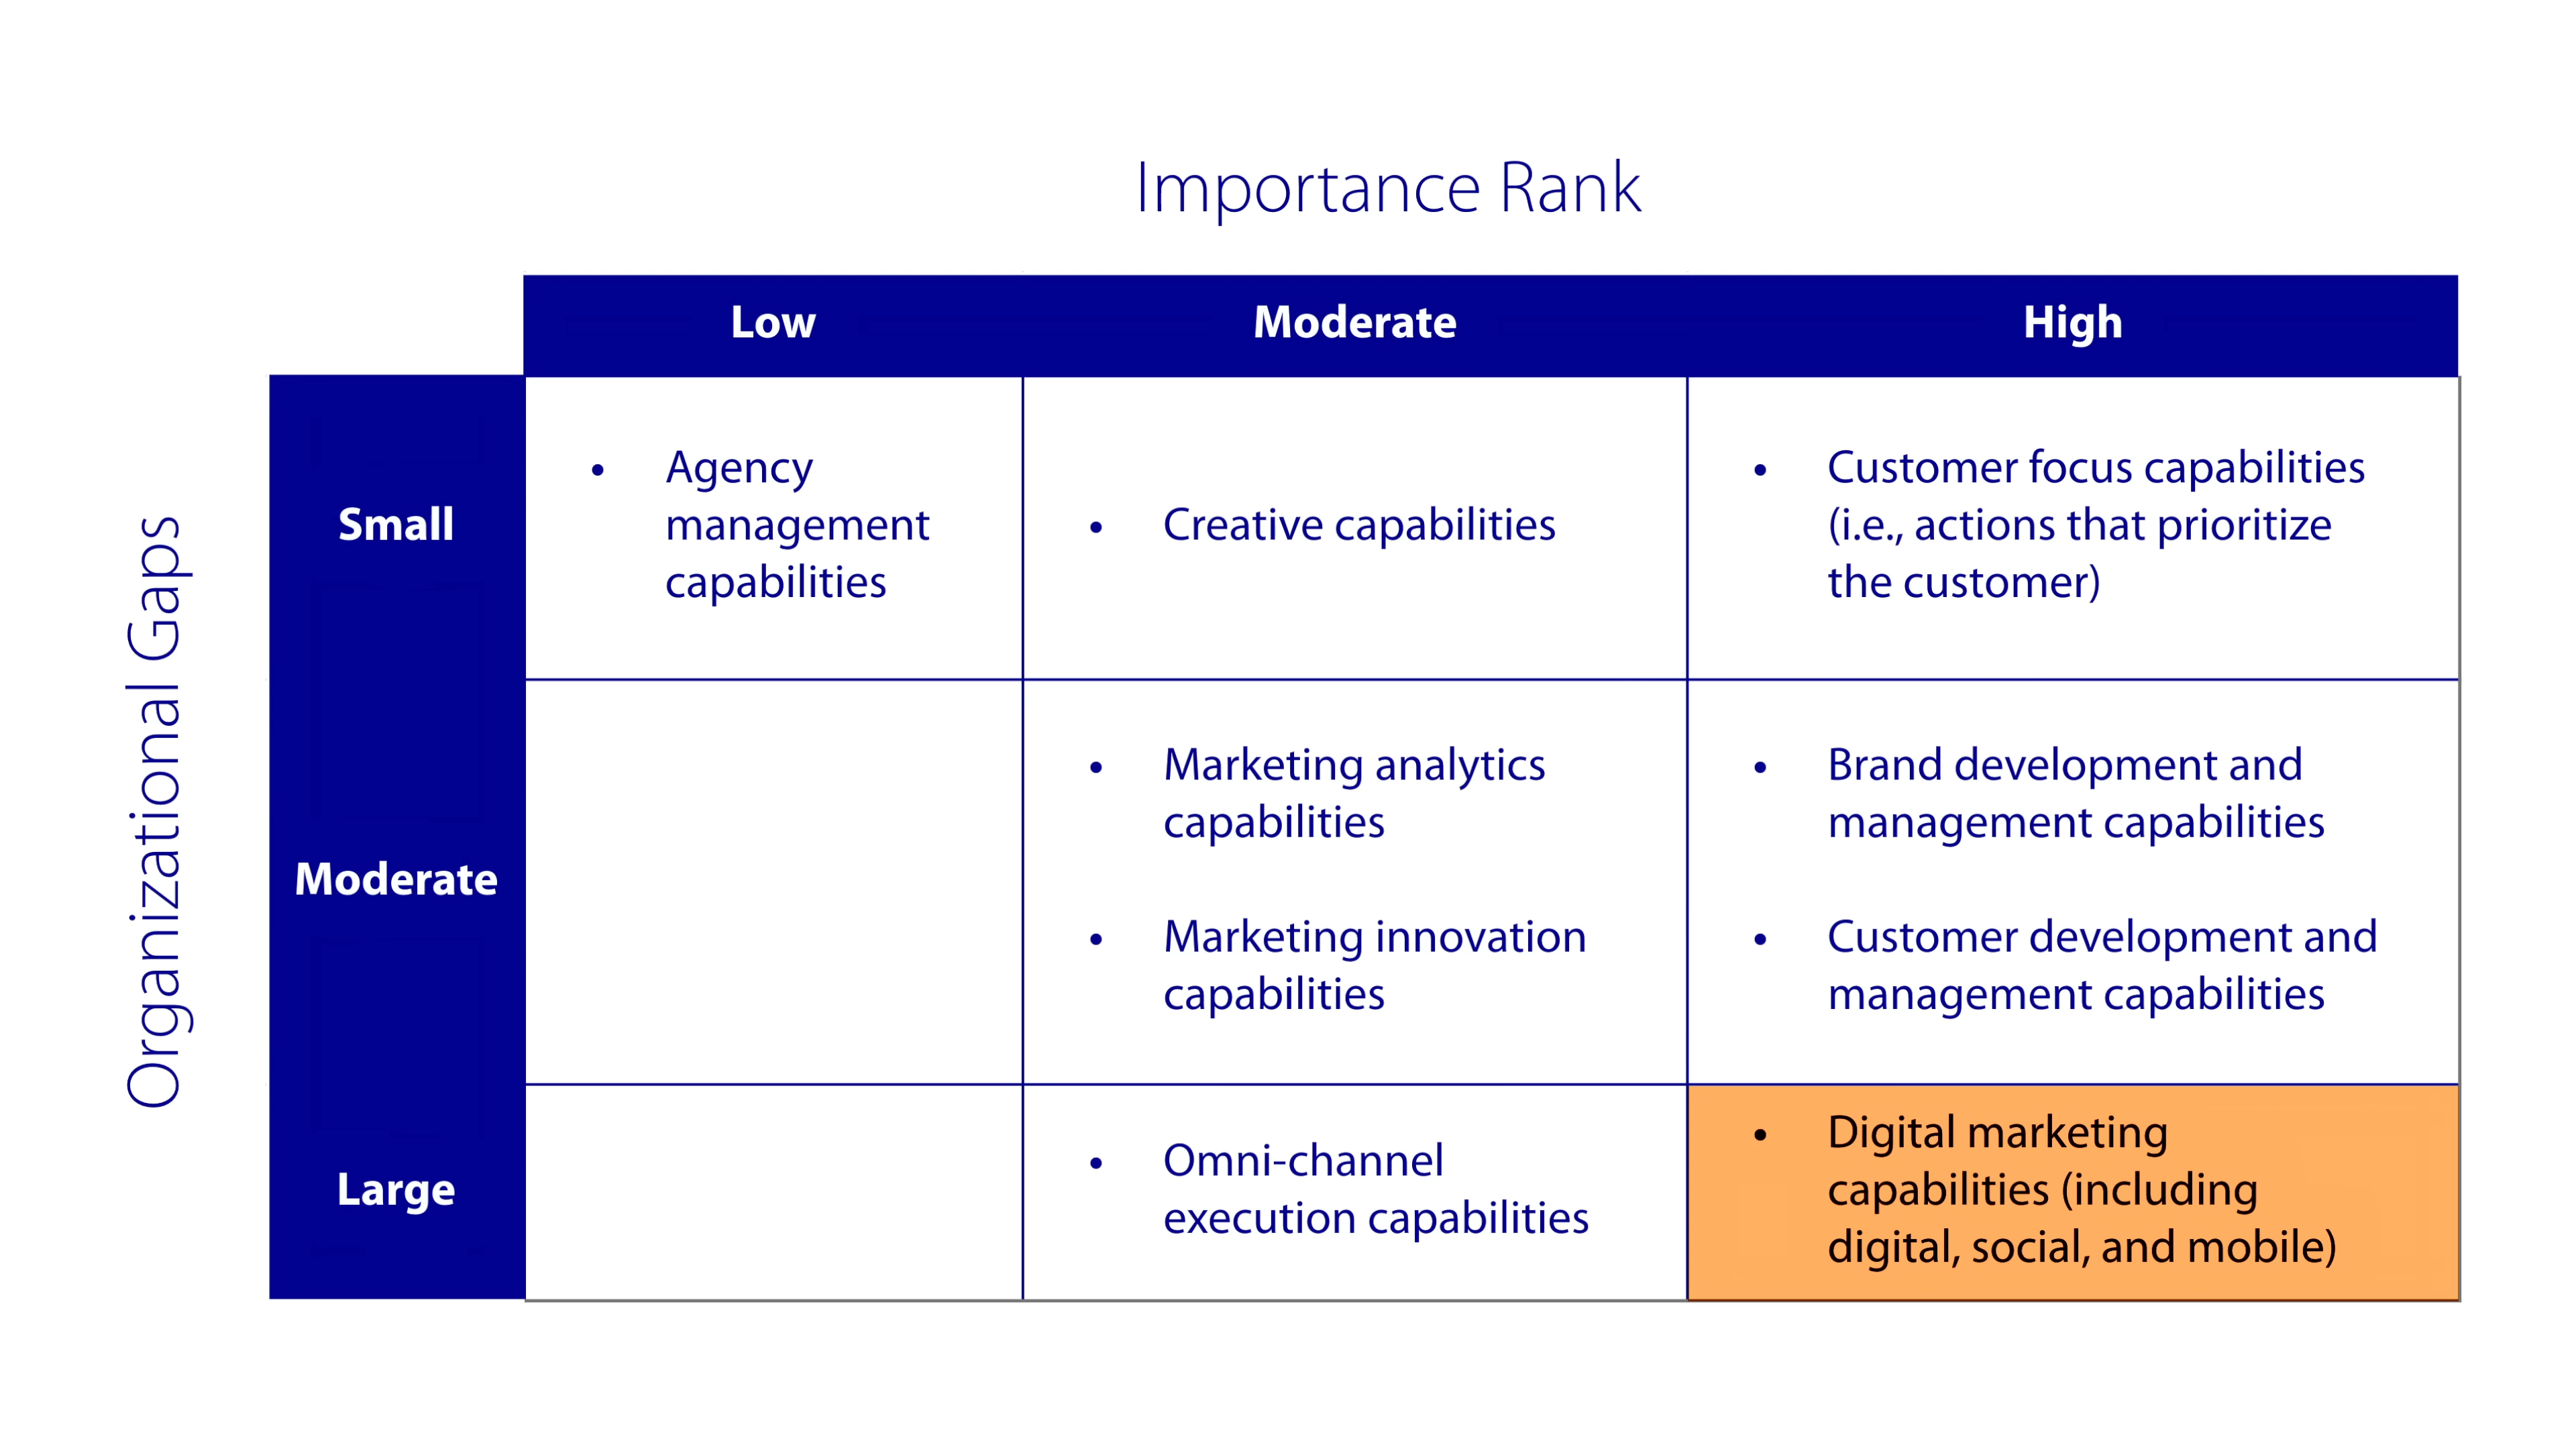 Importance Rank
Low
Moderate
High
Organizational Gaps
Small
• Agency
management
capabilities
• Creative capabilities
• Customer focus capabilities
(i.e., actions that prioritize
the customer)
Moderate
• Marketing analytics
capabilities
• Marketing innovation
capabilities
• Brand development and
management capabilities
• Customer development and
management capabilities
Large
• Omni-channel
execution capabilities
• Digital marketing
capabilities (including
digital, social, and mobile)